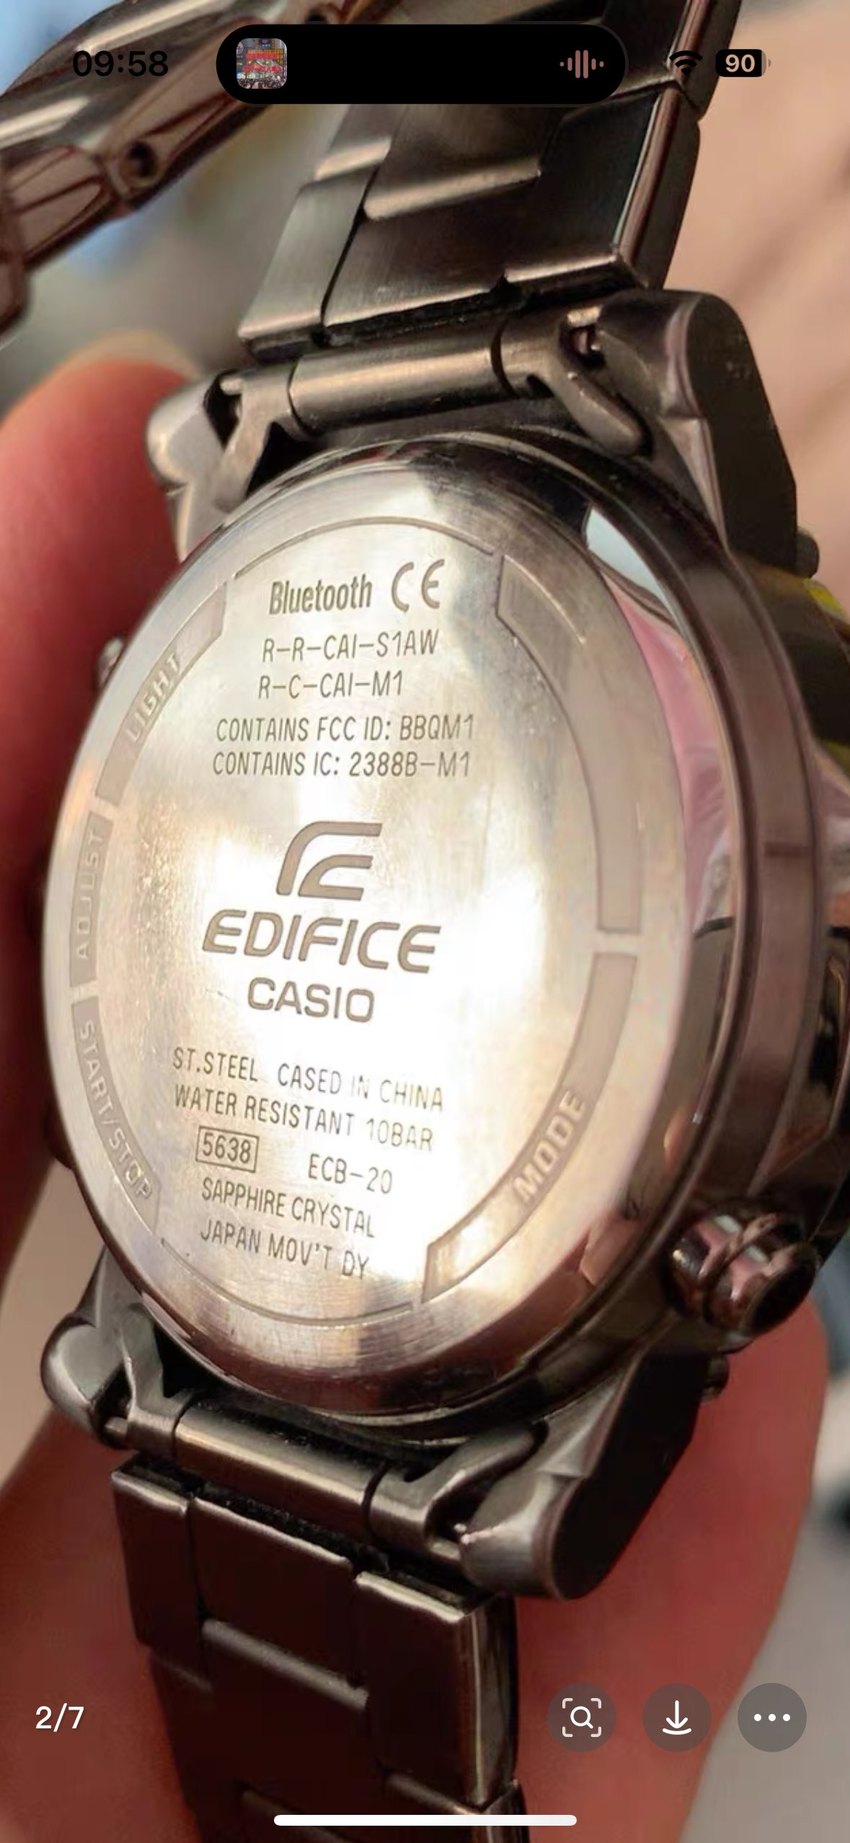 09:58
90
Bluetooth CE
R-R-CAI-S1AW
R-C-CAI-M1
CONTAINS FCC ID: BBQM1
CONTAINS IC: 2388B-M1
LIGHT
ADJUST
START/STOP
MODE
EDIFICE
CASIO
ST.STEEL CASED IN CHINA
WATER RESISTANT 10BAR
5638 ECB-20
SAPPHIRE CRYSTAL
JAPAN MOV'T DY
2/7